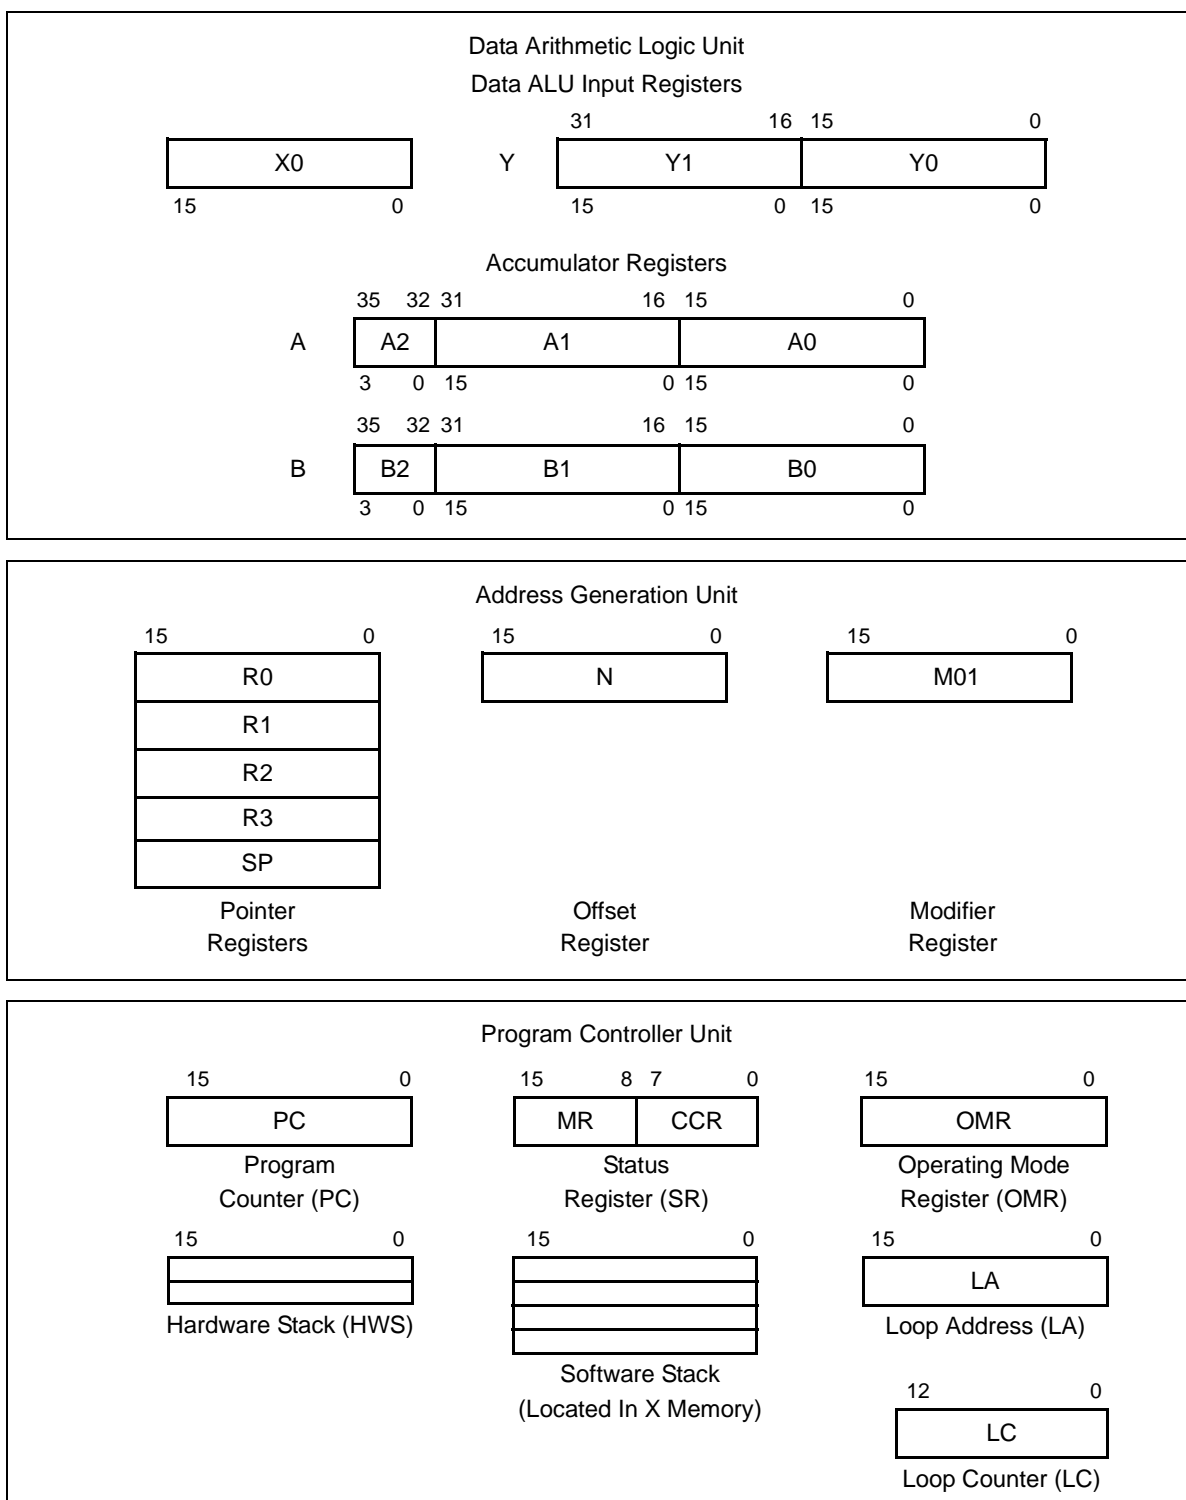 Data Arithmetic Logic Unit
Data ALU Input Registers
31 16 15 0
X0 Y Y1 Y0
15 0 15 0 15 0
Accumulator Registers
35 32 31 16 15 0
A A2 A1 A0
3 0 15 0 15 0
35 32 31 16 15 0
B B2 B1 B0
3 0 15 0 15 0
Address Generation Unit
15 0 15 0 15 0
R0 N M01
R1
R2
R3
SP
Pointer Offset Modifier
Registers Register Register
Program Controller Unit
15 0 15 8 7 0 15 0
PC MR CCR OMR
Program Status Operating Mode
Counter (PC) Register (SR) Register (OMR)
15 0 15 0 15 0
LA
Hardware Stack (HWS) Loop Address (LA)
Software Stack
(Located In X Memory)
12 0
LC
Loop Counter (LC)